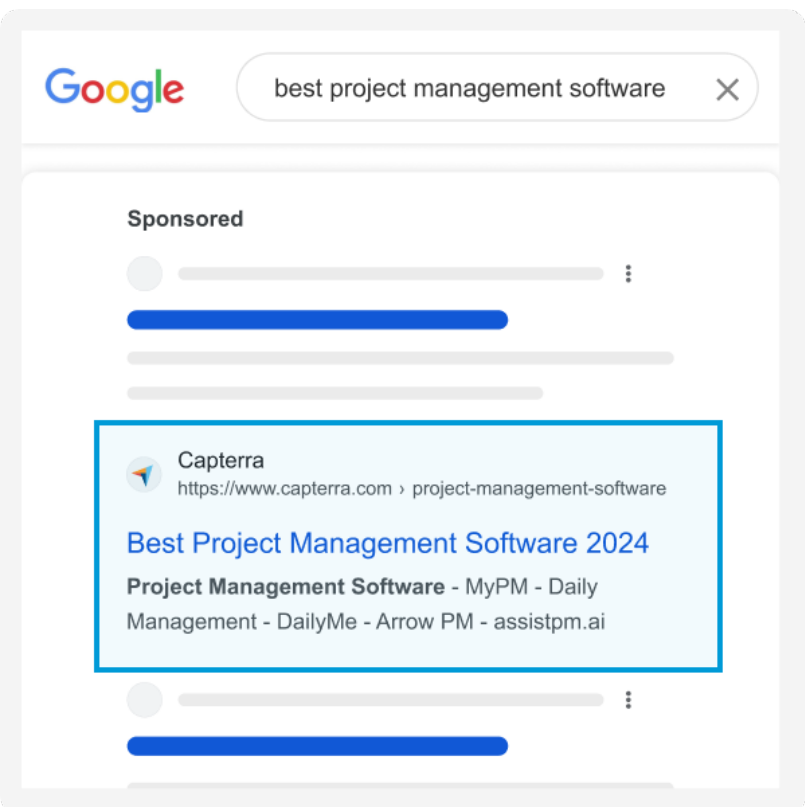 Google
best project management software
Sponsored
Capterra
https://www.capterra.com › project-management-software
Best Project Management Software 2024
Project Management Software - MyPM - Daily
Management - DailyMe - Arrow PM - assistpm.ai